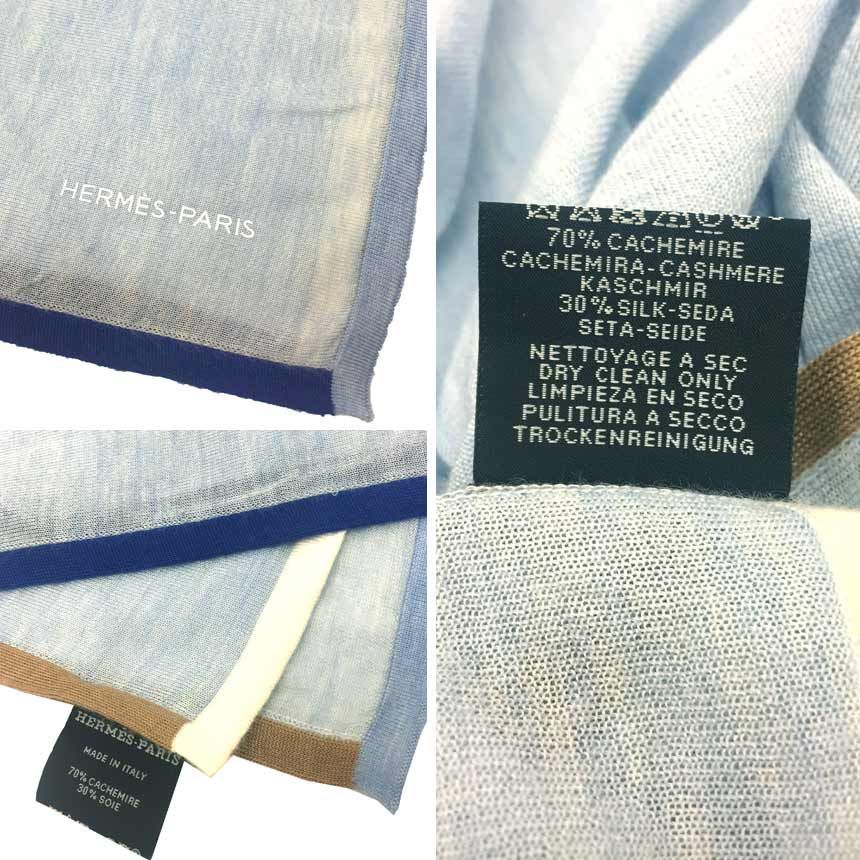 HERMÈS-PARIS
70% CACHEMIRE
CACHEMIRA-CASHMERE
KASCHMIR
30% SILK-SEDA
SETA-SEIDE
NETTOYAGE A SEC
DRY CLEAN ONLY
LIMPIEZA EN SECO
PULITURA A SECCO
TROCKENREINIGUNG
HERMÈS-PARIS
MADE IN ITALY
70% CACHEMIRE
30% SOIE